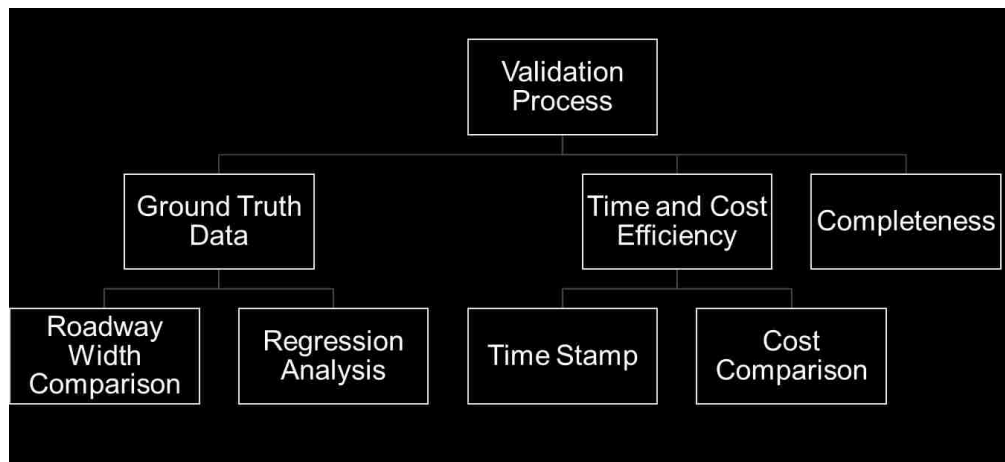 Validation
Process
Ground Truth
Data
Time and Cost
Efficiency
Completeness
Roadway
Width
Comparison
Regression
Analysis
Time Stamp
Cost
Comparison